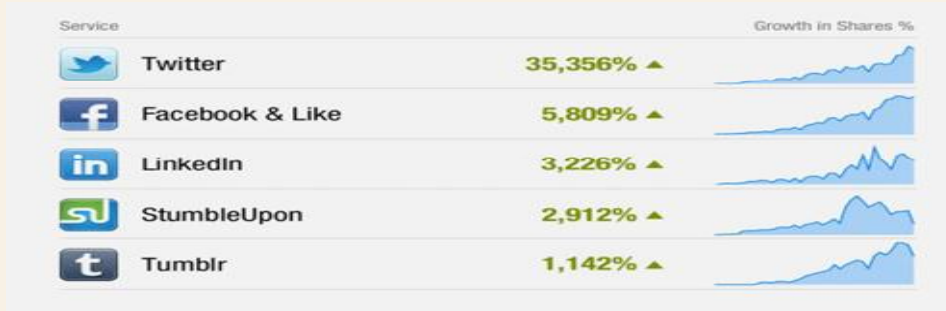 Service Growth in Shares %
Twitter 35,356%
Facebook & Like 5,809%
LinkedIn 3,226%
StumbleUpon 2,912%
Tumblr 1,142%